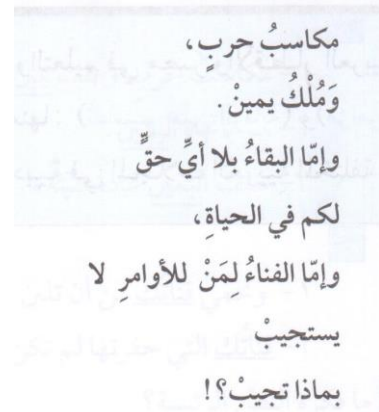 مكاسبُ حربٍ،
وَمُلْكُ يمينْ.
وإمّا البقاءُ بلا أيِّ حقٍّ
لكم في الحياةِ،
وإمّا الفناءُ لِمَنْ للأوامرِ لا
يستجيبْ
بماذا تجيبْ؟!